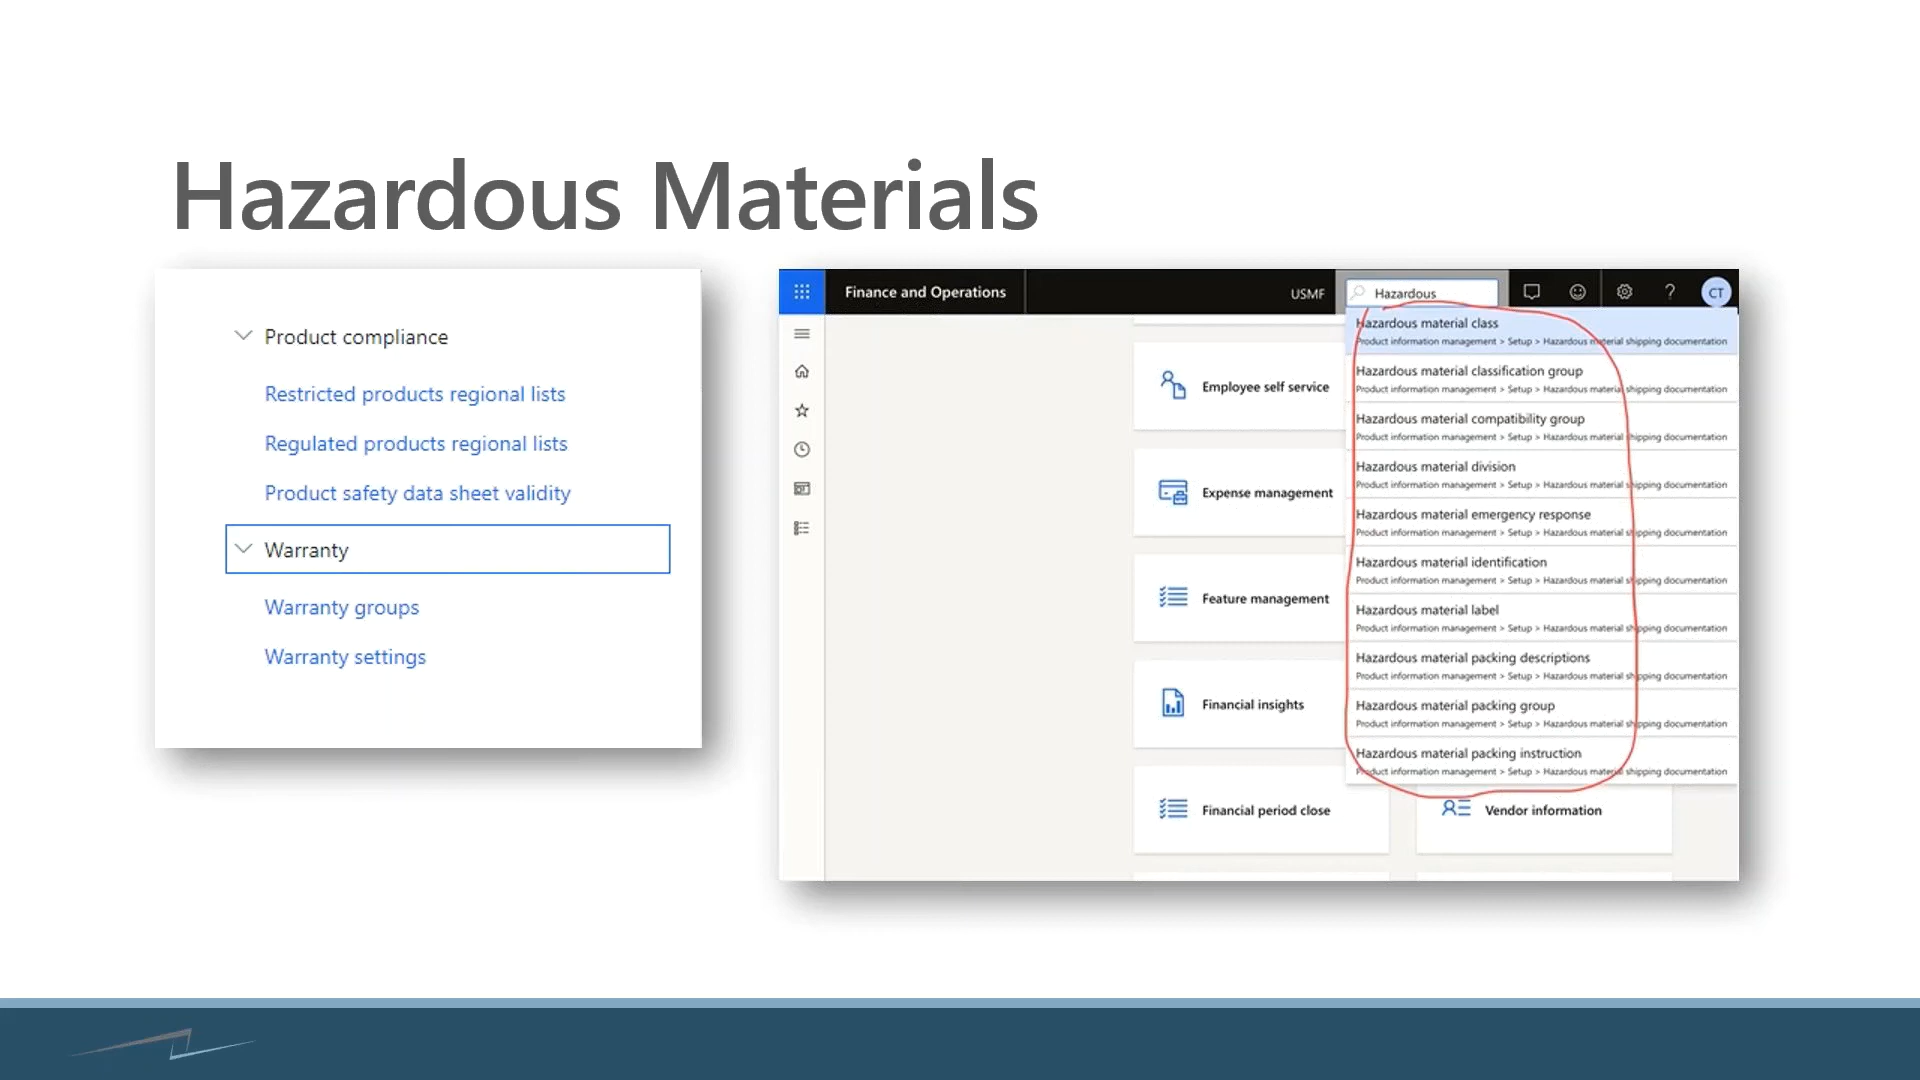 Hazardous Materials
Product compliance
Restricted products regional lists
Regulated products regional lists
Product safety data sheet validity
Warranty
Warranty groups
Warranty settings
Finance and Operations
USMF
Hazardous
?
CT
Employee self service
Expense management
Feature management
Financial insights
Financial period close
Hazardous material class
Product information management > Setup > Hazardous material shipping documentation
Hazardous material classification group
Product information management > Setup > Hazardous material shipping documentation
Hazardous material compatibility group
Product information management > Setup > Hazardous material shipping documentation
Hazardous material division
Product information management > Setup > Hazardous material shipping documentation
Hazardous material emergency response
Product information management > Setup > Hazardous material shipping documentation
Hazardous material identification
Product information management > Setup > Hazardous material shipping documentation
Hazardous material label
Product information management > Setup > Hazardous material shipping documentation
Hazardous material packing descriptions
Product information management > Setup > Hazardous material shipping documentation
Hazardous material packing group
Product information management > Setup > Hazardous material shipping documentation
Hazardous material packing instruction
Product information management > Setup > Hazardous material shipping documentation
Vendor information